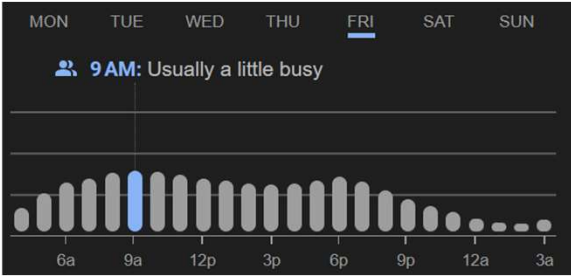 MON TUE WED THU FRI SAT SUN
9 AM: Usually a little busy
6a 9a 12p 3p 6p 9p 12a 3a